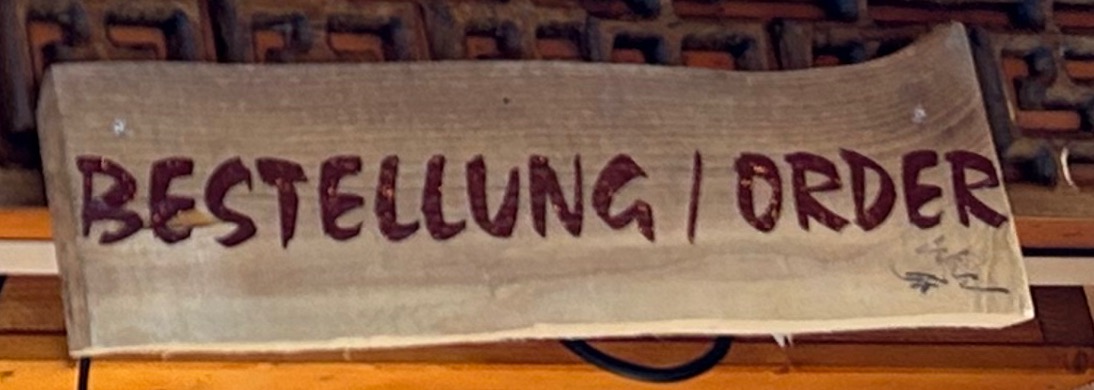 BESTELLUNG / ORDER